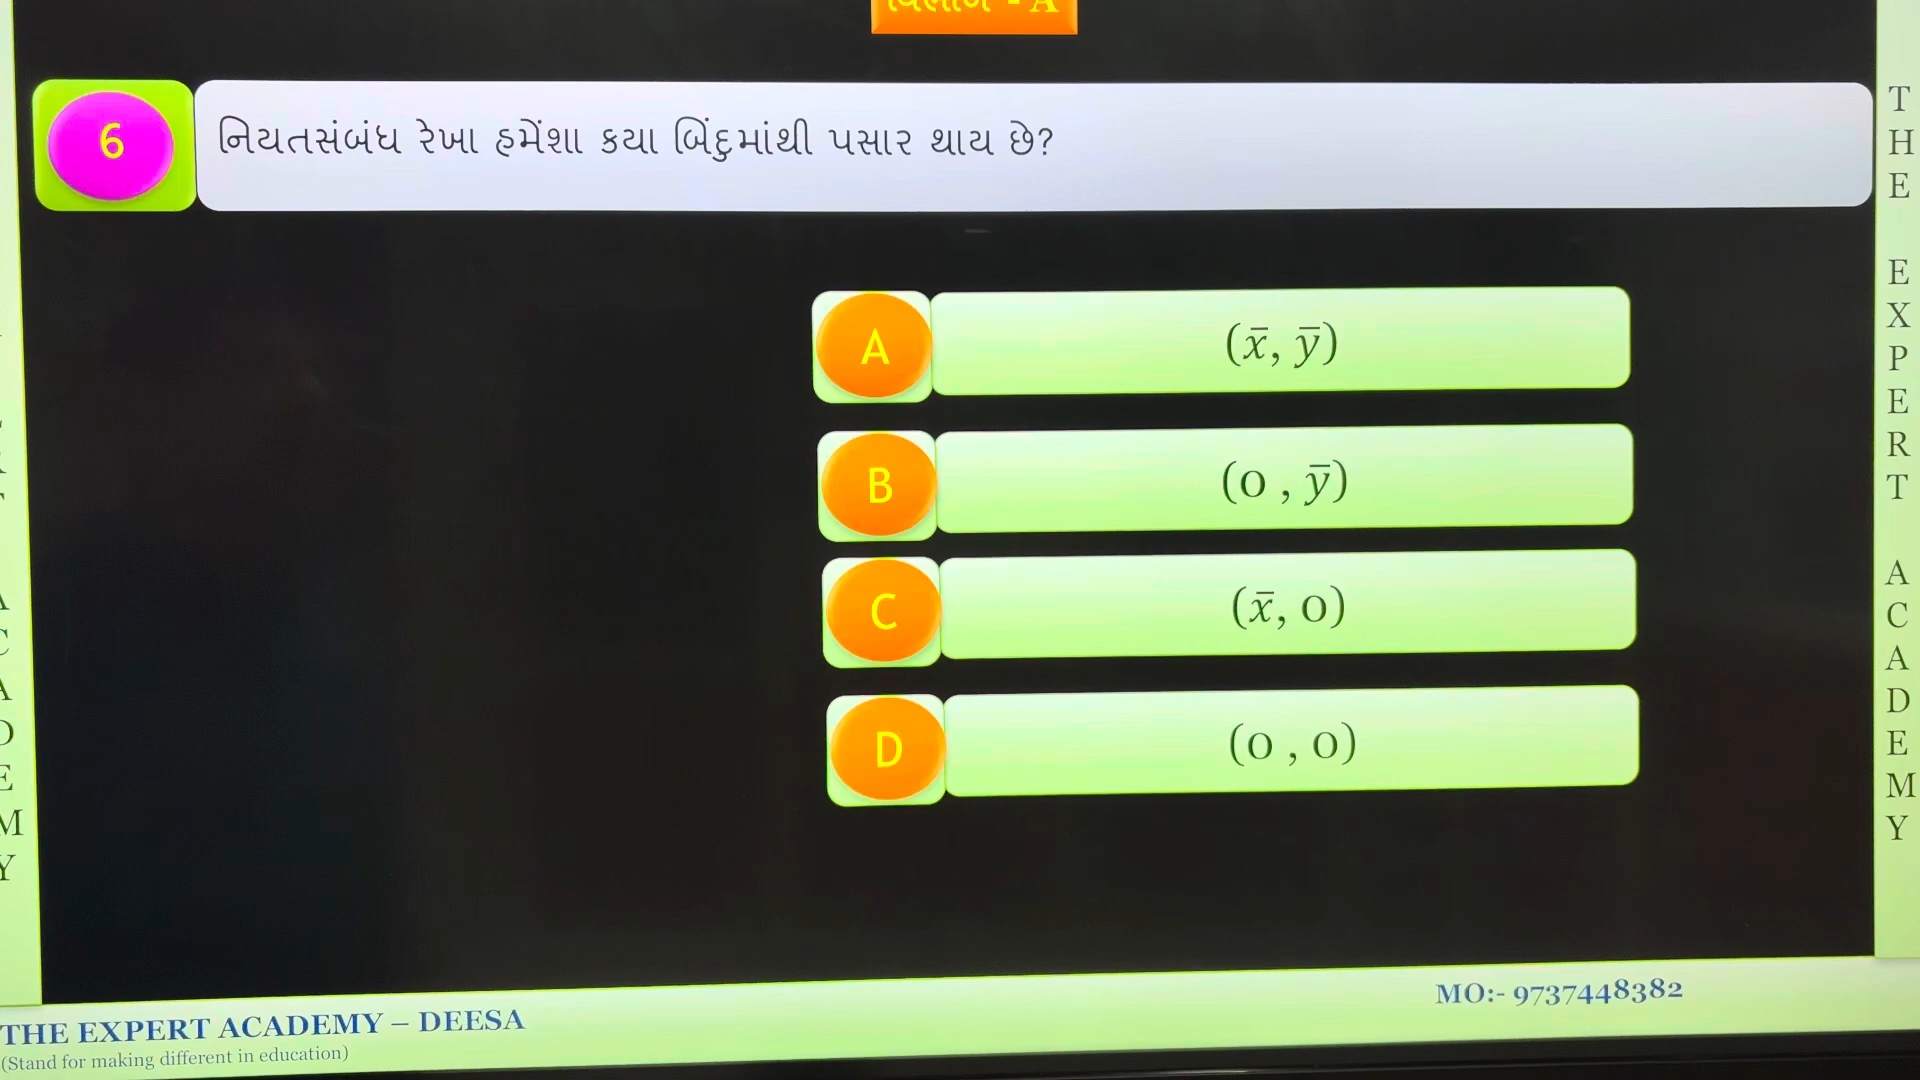 વિભાગ - A
6
નિયતસંબંધ રેખા હમેંશા કયા બિંદુમાંથી પસાર થાય છે?
A
(x̄, ȳ)
B
(0 , ȳ)
C
(x̄, 0)
D
(0 , 0)
THE EXPERT ACADEMY
MO:- 9737448382
THE EXPERT ACADEMY – DEESA
(Stand for making different in education)